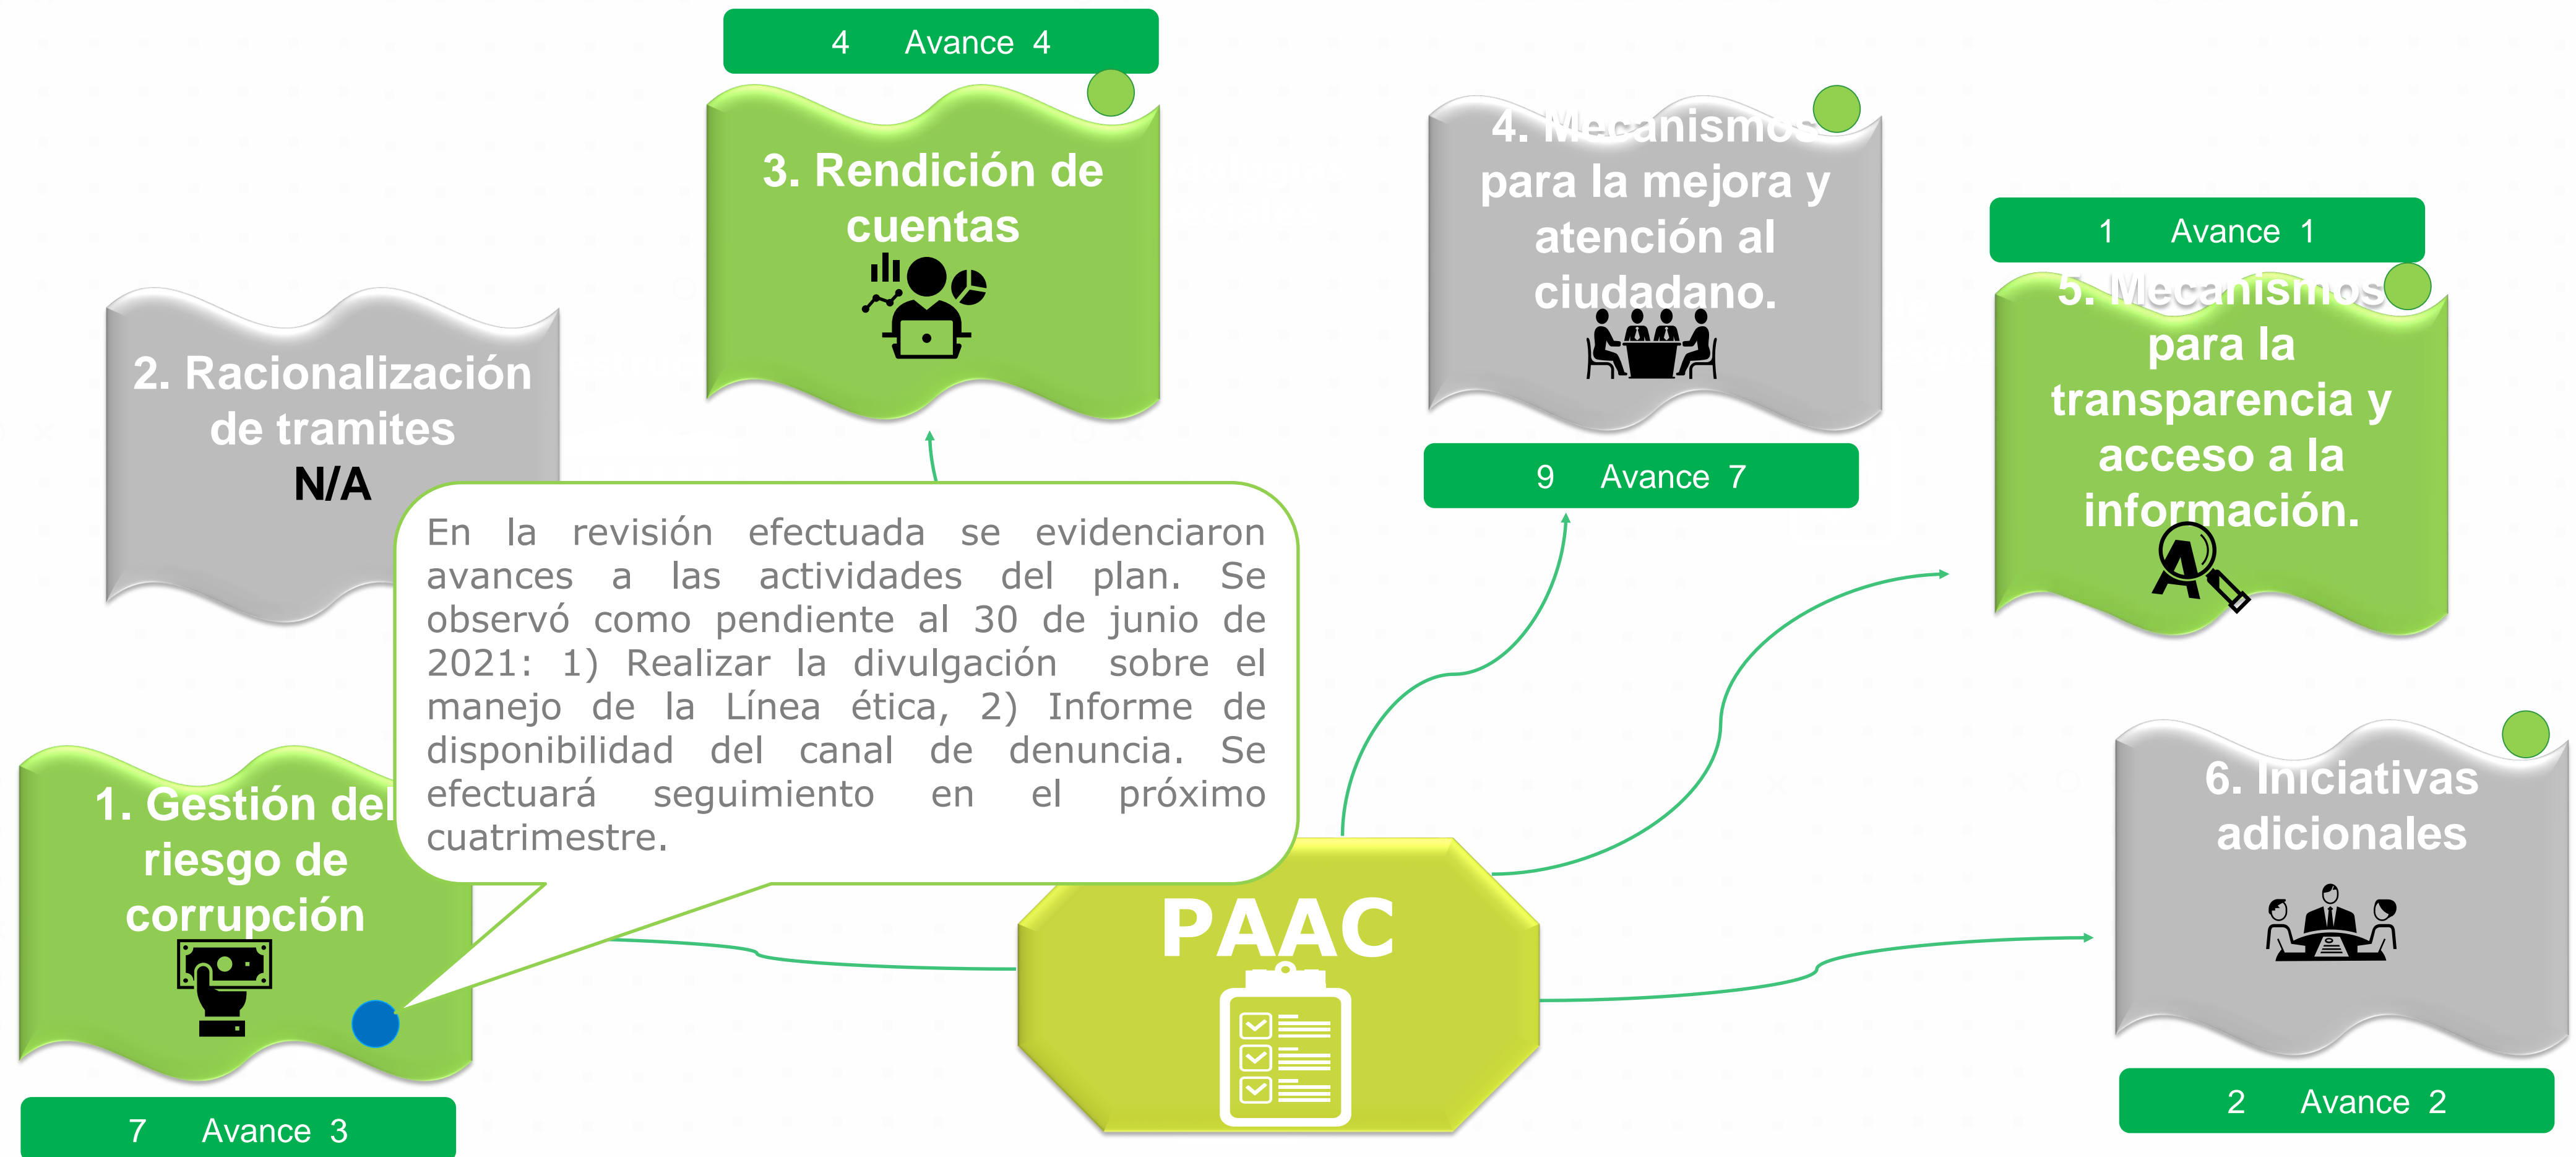 4 Avance 4
3. Rendición de
cuentas
4. Mecanismos
para la mejora y
atención al
ciudadano.
9 Avance 7
1 Avance 1
5. Mecanismos
para la
transparencia y
acceso a la
información.
2. Racionalización
de tramites
N/A
En la revisión efectuada se evidenciaron
avances a las actividades del plan. Se
observó como pendiente al 30 de junio de
2021: 1) Realizar la divulgación sobre el
manejo de la Línea ética, 2) Informe de
disponibilidad del canal de denuncia. Se
efectuará seguimiento en el próximo
cuatrimestre.
1. Gestión del
riesgo de
corrupción
7 Avance 3
PAAC
6. Iniciativas
adicionales
2 Avance 2